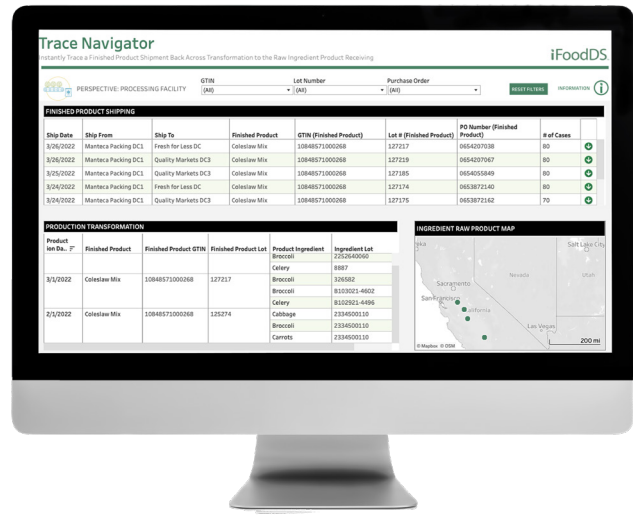 Trace Navigator
Instantly Trace a Finished Product Shipment Back Across Transformation to the Raw Ingredient Product Receiving
iFoodDS
PERSPECTIVE: PROCESSING FACILITY
GTIN
(All)
Lot Number
(All)
Purchase Order
(All)
RESET FILTERS
INFORMATION
i
FINISHED PRODUCT SHIPPING
Ship Date Ship From Ship To Finished Product GTIN (Finished Product) Lot # (Finished Product) PO Number (Finished Product) # of Cases
3/26/2022 Manteca Packing DC1 Fresh for Less DC Coleslaw Mix 10848571000268 127217 0654207038 80
3/26/2022 Manteca Packing DC1 Quality Markets DC3 Coleslaw Mix 10848571000268 127219 0654207067 80
3/25/2022 Manteca Packing DC1 Quality Markets DC3 Coleslaw Mix 10848571000268 127185 0654055849 80
3/24/2022 Manteca Packing DC1 Fresh for Less DC Coleslaw Mix 10848571000268 127174 0653872140 80
3/24/2022 Manteca Packing DC1 Quality Markets DC3 Coleslaw Mix 10848571000268 127175 0653872162 70
PRODUCTION TRANSFORMATION
Product ion Da.. Finished Product Finished Product GTIN Finished Product Lot Product Ingredient Ingredient Lot
Broccoli 2252640060
Celery 8887
3/1/2022 Coleslaw Mix 10848571000268 127217 Broccoli 326582
Broccoli B103021-4602
Celery B102921-4496
2/1/2022 Coleslaw Mix 10848571000268 125274 Cabbage 2334500110
Broccoli 2334500110
Carrots 2334500110
INGREDIENT RAW PRODUCT MAP
eka
Salt Lake City
Nevada
Utah
Sacramento
San Francisco
California
Las Vegas
© Mapbox © OSM
200 mi